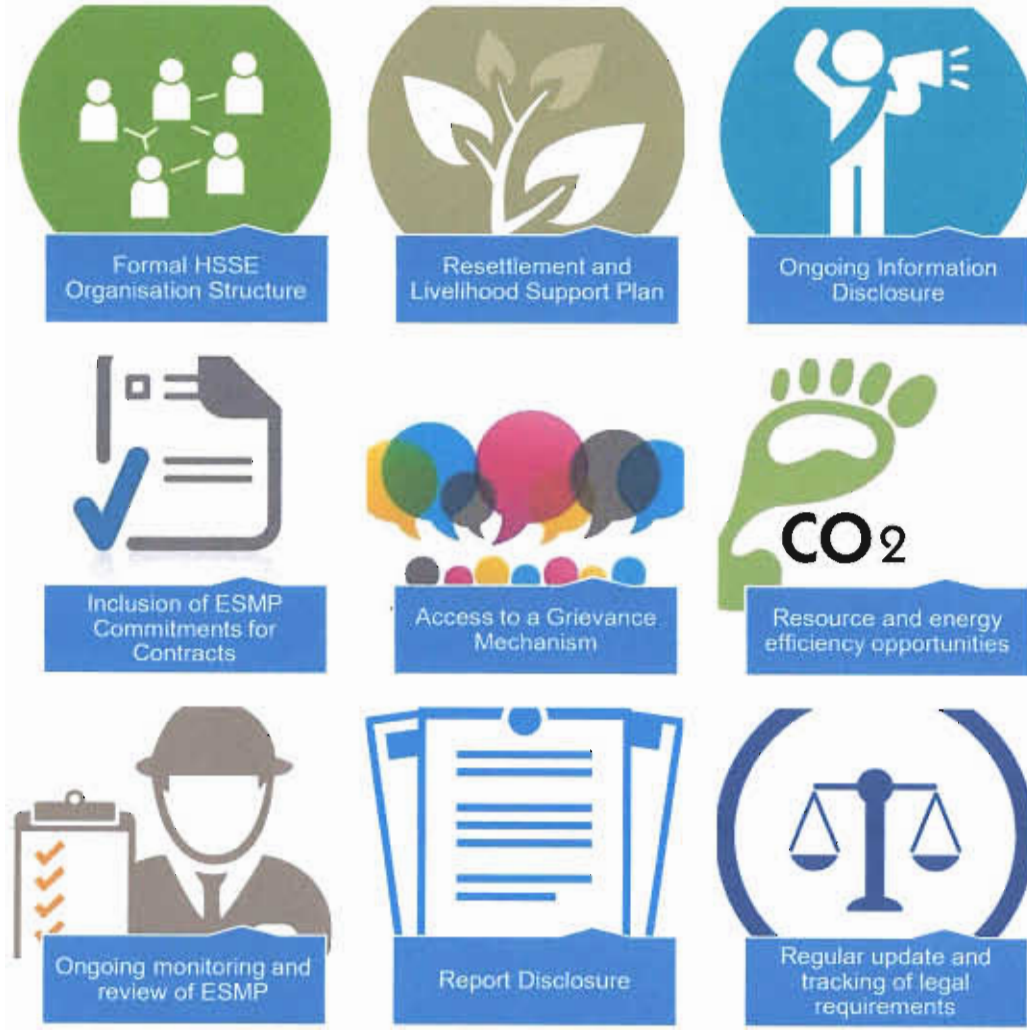 Formal HSSE
Organisation Structure
Resettlement and
Livelihood Support Plan
Ongoing Information
Disclosure
Inclusion of ESMP
Commitments for
Contracts
Access to a Grievance
Mechanism
CO2
Resource and energy
efficiency opportunities
Ongoing monitoring and
review of ESMP
Report Disclosure
Regular update and
tracking of legal
requirements